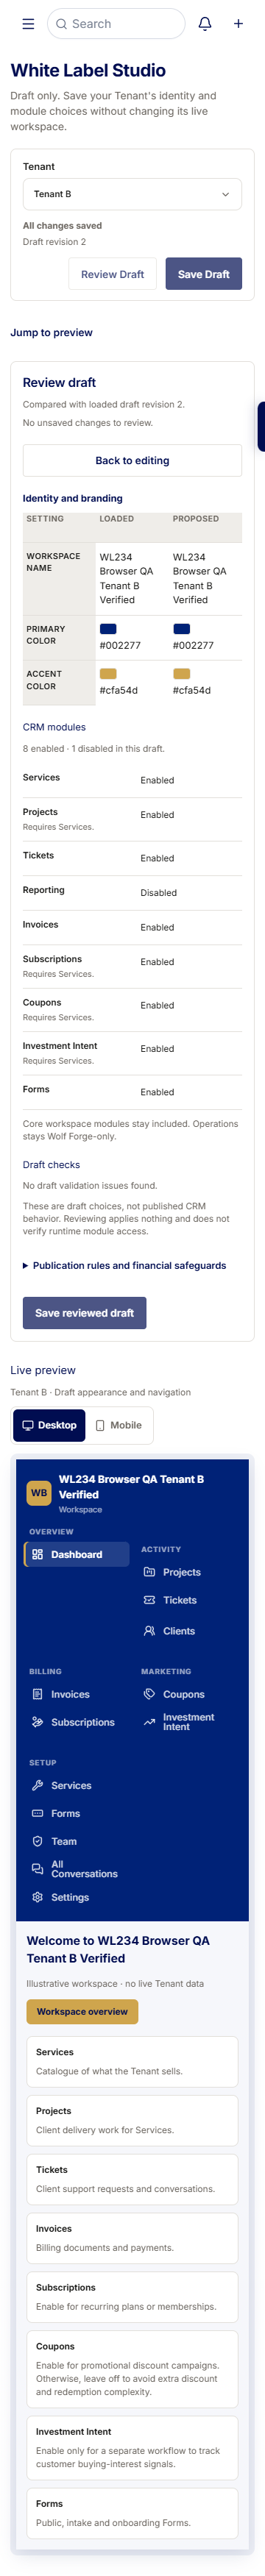 Search
White Label Studio
Draft only. Save your Tenant's identity and
module choices without changing its live
workspace.
Tenant
Tenant B
All changes saved
Draft revision 2
Review Draft
Save Draft
Jump to preview
Review draft
Compared with loaded draft revision 2.
No unsaved changes to review.
Back to editing
Identity and branding
SETTING LOADED PROPOSED
WORKSPACE NAME
WL234 Browser QA Tenant B Verified
WL234 Browser QA Tenant B Verified
PRIMARY COLOR
#002277
#002277
ACCENT COLOR
#cfa54d
#cfa54d
CRM modules
8 enabled · 1 disabled in this draft.
Services Enabled
Projects Enabled
Requires Services.
Tickets Enabled
Reporting Disabled
Invoices Enabled
Subscriptions Enabled
Requires Services.
Coupons Enabled
Requires Services.
Investment Intent Enabled
Requires Services.
Forms Enabled
Core workspace modules stay included. Operations
stays Wolf Forge-only.
Draft checks
No draft validation issues found.
These are draft choices, not published CRM
behavior. Reviewing applies nothing and does not
verify runtime module access.
Publication rules and financial safeguards
Save reviewed draft
Live preview
Tenant B · Draft appearance and navigation
Desktop
Mobile
WB
WL234 Browser QA Tenant B
Verified
Workspace
OVERVIEW
Dashboard
ACTIVITY
Projects
Tickets
Clients
BILLING
Invoices
Subscriptions
MARKETING
Coupons
Investment
Intent
SETUP
Services
Forms
Team
All
Conversations
Settings
Welcome to WL234 Browser QA
Tenant B Verified
Illustrative workspace · no live Tenant data
Workspace overview
Services
Catalogue of what the Tenant sells.
Projects
Client delivery work for Services.
Tickets
Client support requests and conversations.
Invoices
Billing documents and payments.
Subscriptions
Enable for recurring plans or memberships.
Coupons
Enable for promotional discount campaigns.
Otherwise, leave off to avoid extra discount
and redemption complexity.
Investment Intent
Enable only for a separate workflow to track
customer buying-interest signals.
Forms
Public, intake and onboarding Forms.